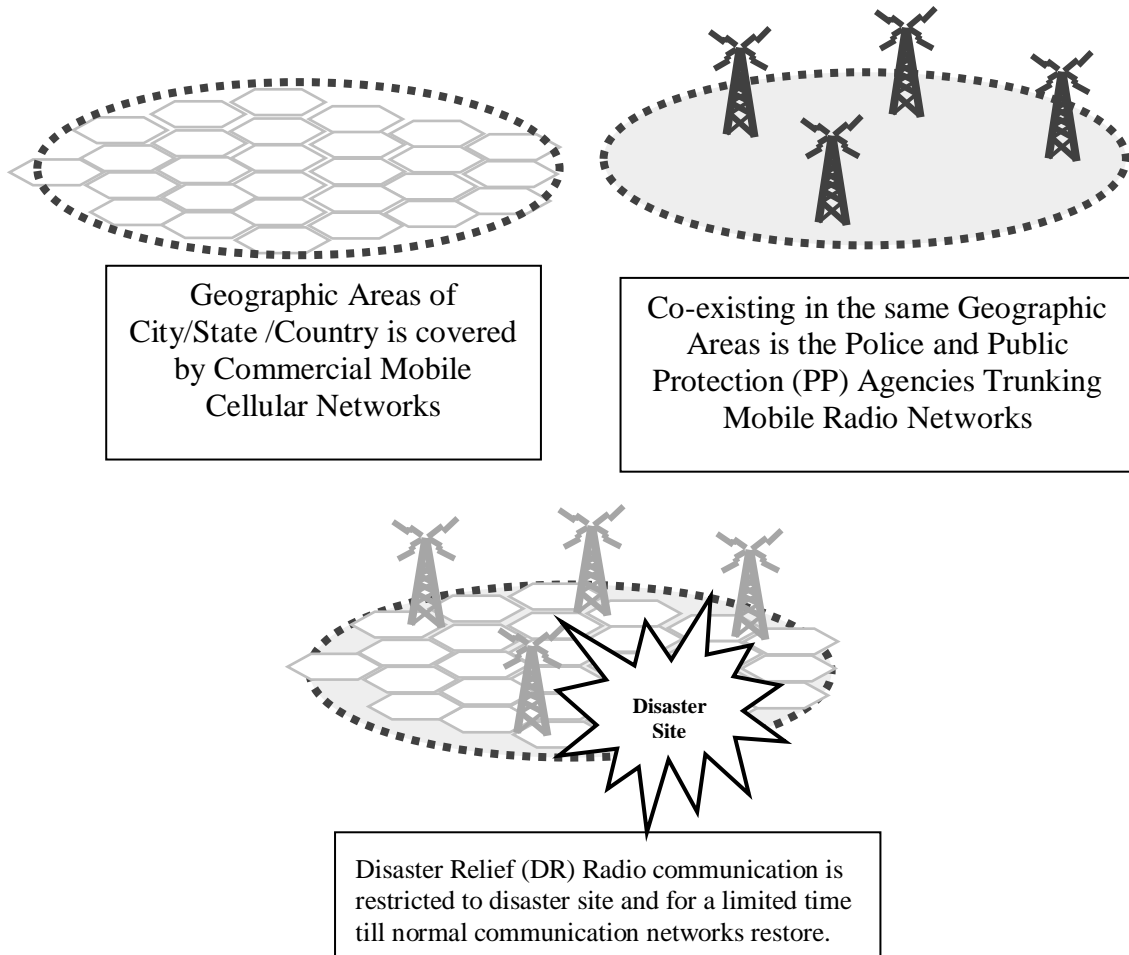 Geographic Areas of
City/State /Country is covered
by Commercial Mobile
Cellular Networks
Co-existing in the same Geographic
Areas is the Police and Public
Protection (PP) Agencies Trunking
Mobile Radio Networks
Disaster
Site
Disaster Relief (DR) Radio communication is
restricted to disaster site and for a limited time
till normal communication networks restore.